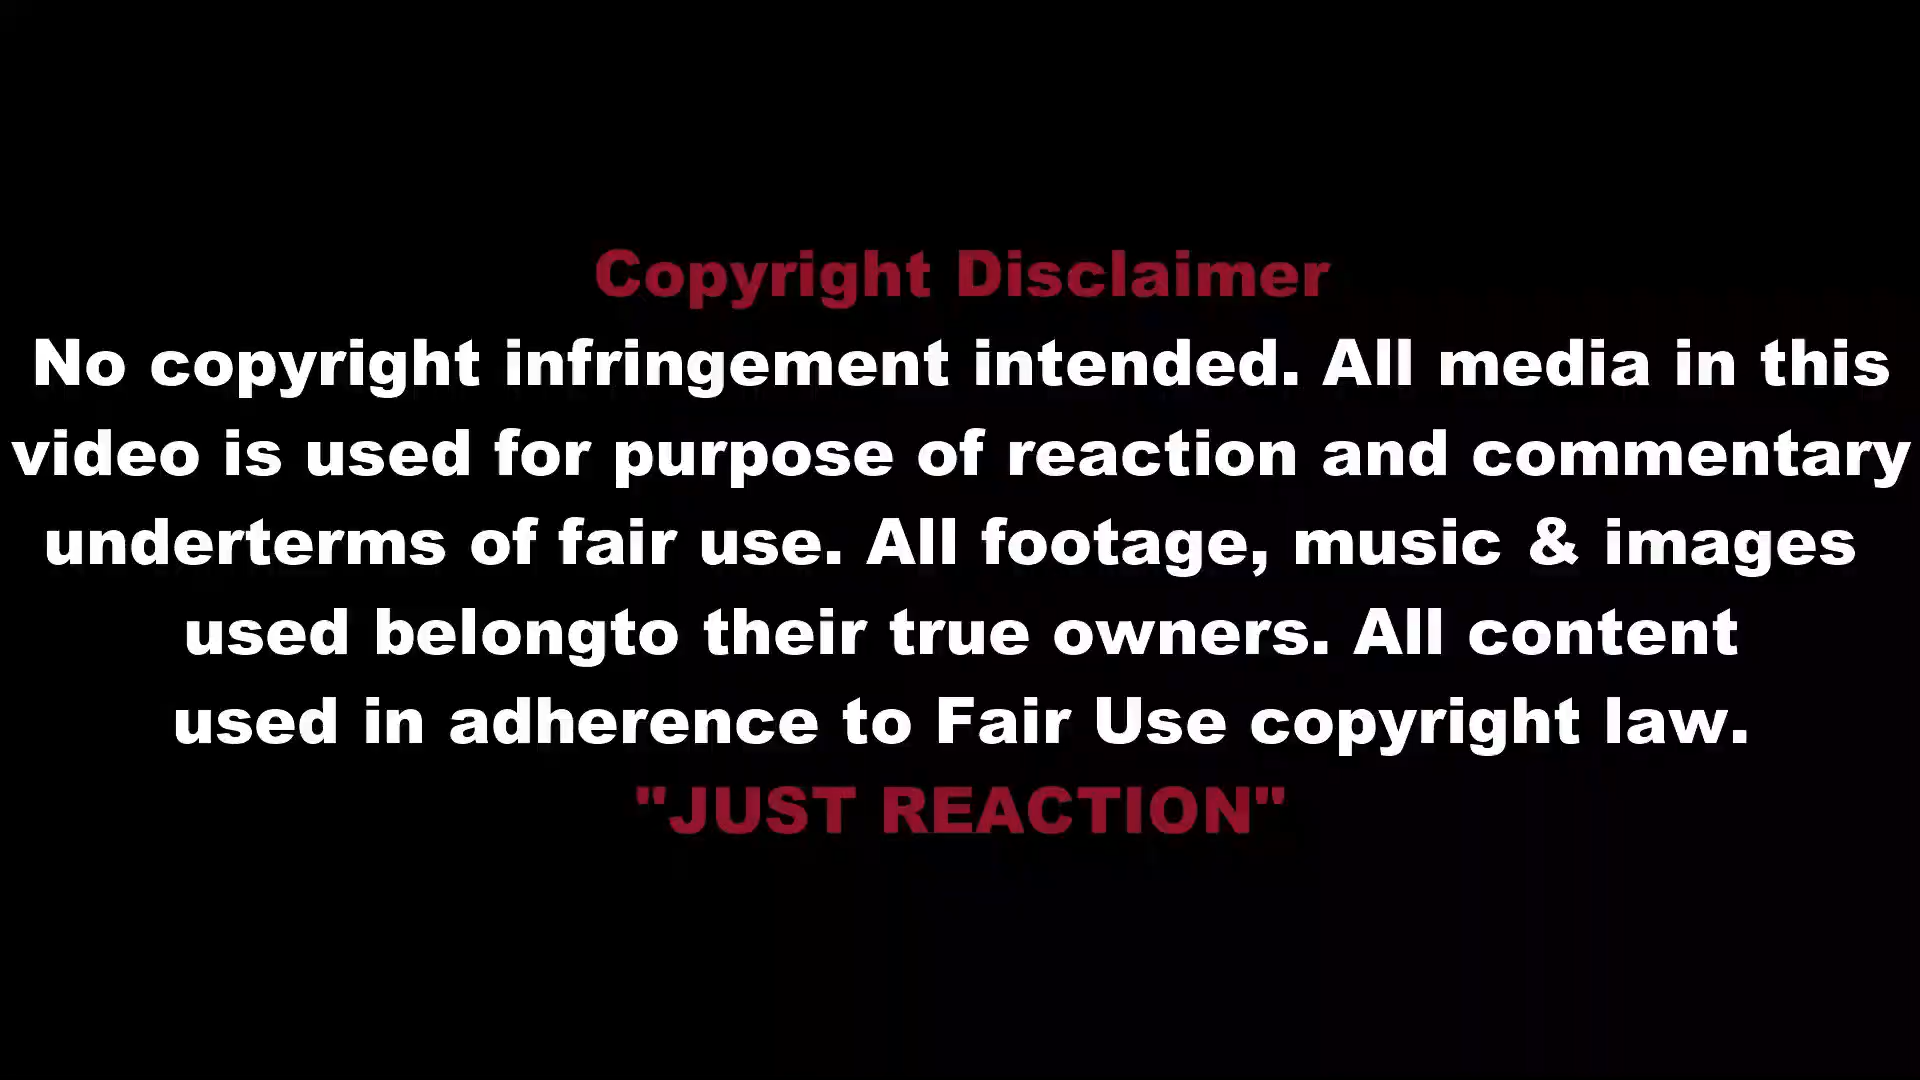 Copyright Disclaimer
No copyright infringement intended. All media in this
video is used for purpose of reaction and commentary
underterms of fair use. All footage, music & images
used belongto their true owners. All content
used in adherence to Fair Use copyright law.
"JUST REACTION"